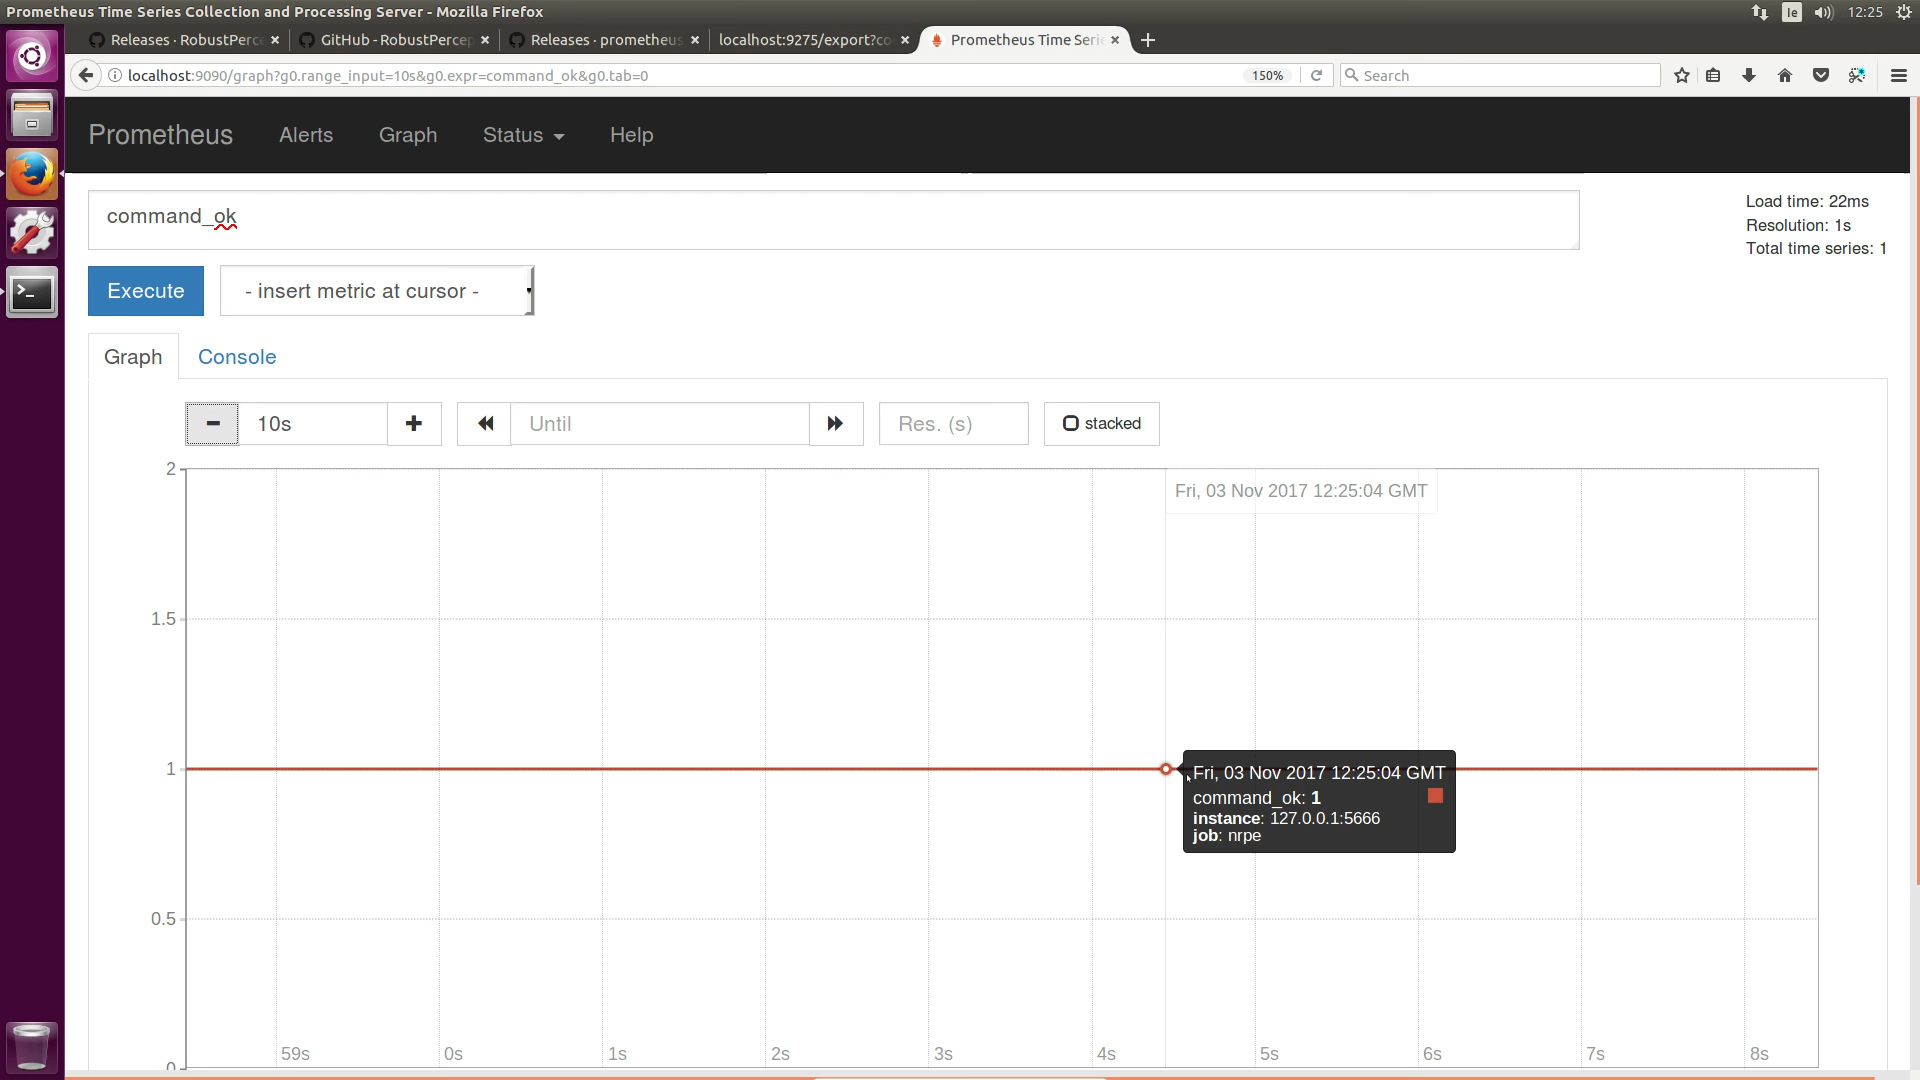 Prometheus Time Series Collection and Processing Server - Mozilla Firefox
Ie
12:25
Releases · RobustPerce
GitHub - RobustPercep
Releases · prometheus
localhost:9275/export?co
Prometheus Time Serie
localhost:9090/graph?g0.range_input=10s&g0.expr=command_ok&g0.tab=0
150%
Search
Prometheus
Alerts
Graph
Status
Help
command_ok
Load time: 22ms
Resolution: 1s
Total time series: 1
Execute
- insert metric at cursor -
Graph
Console
10s
Until
Res. (s)
stacked
2
Fri, 03 Nov 2017 12:25:04 GMT
1.5
1
Fri, 03 Nov 2017 12:25:04 GMT
command_ok: 1
instance: 127.0.0.1:5666
job: nrpe
0.5
0
59s
0s
1s
2s
3s
4s
5s
6s
7s
8s